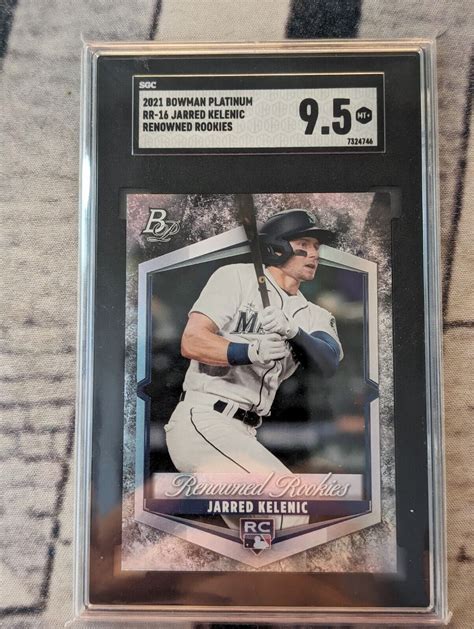 SGC
2021 BOWMAN PLATINUM
RR-16 JARRED KELENIC
RENOWNED ROOKIES
9.5
MT+
7324746
BP
MA
Renowned Rookies
JARRED KELENIC
RC